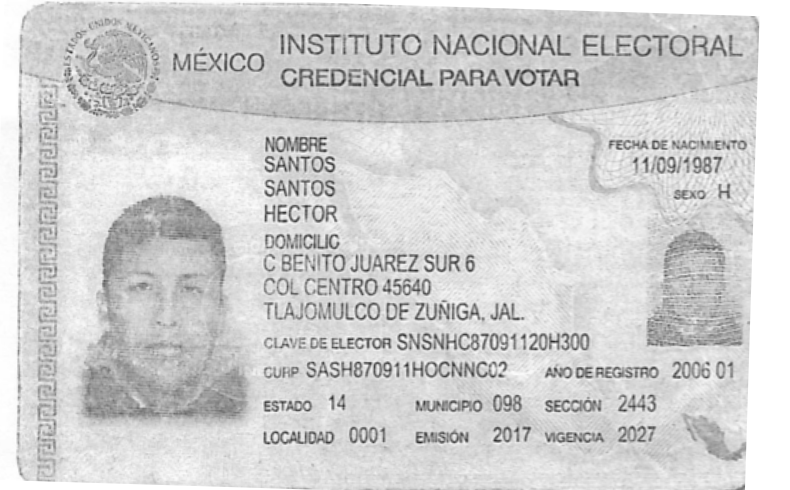 ESTADOS UNIDOS MEXICANOS
MÉXICO INSTITUTO NACIONAL ELECTORAL
CREDENCIAL PARA VOTAR
NOMBRE
SANTOS
SANTOS
HECTOR
FECHA DE NACIMIENTO
11/09/1987
SEXO H
DOMICILIO
C BENITO JUAREZ SUR 6
COL CENTRO 45640
TLAJOMULCO DE ZUÑIGA, JAL.
CLAVE DE ELECTOR SNSNHC87091120H300
CURP SASH870911HOCNNC02 AÑO DE REGISTRO 2006 01
ESTADO 14 MUNICIPIO 098 SECCIÓN 2443
LOCALIDAD 0001 EMISIÓN 2017 VIGENCIA 2027